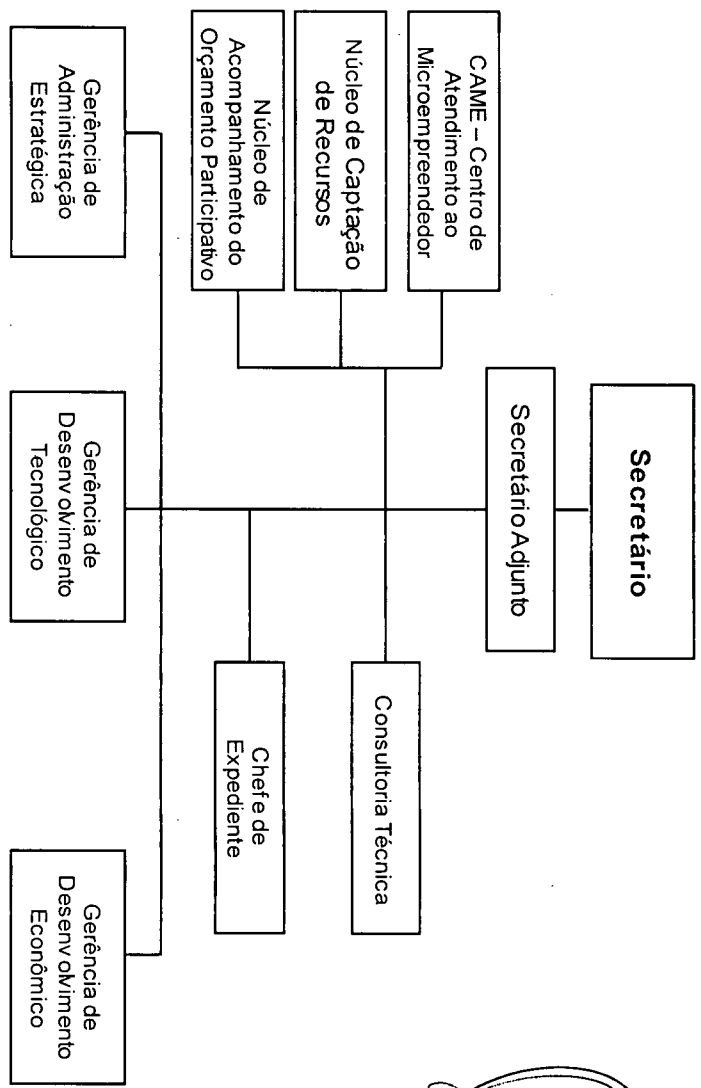 Secretário
Secretário Adjunto
CAME – Centro de
Atendimento ao
Microempreendedor
Núcleo de Captação
de Recursos
Núcleo de
Acompanhamento do
Orçamento Participativo
Consultoria Técnica
Chefe de
Expediente
Gerência de
Administração
Estratégica
Gerência de
Desenvolvimento
Tecnológico
Gerência de
Desenvolvimento
Econômico